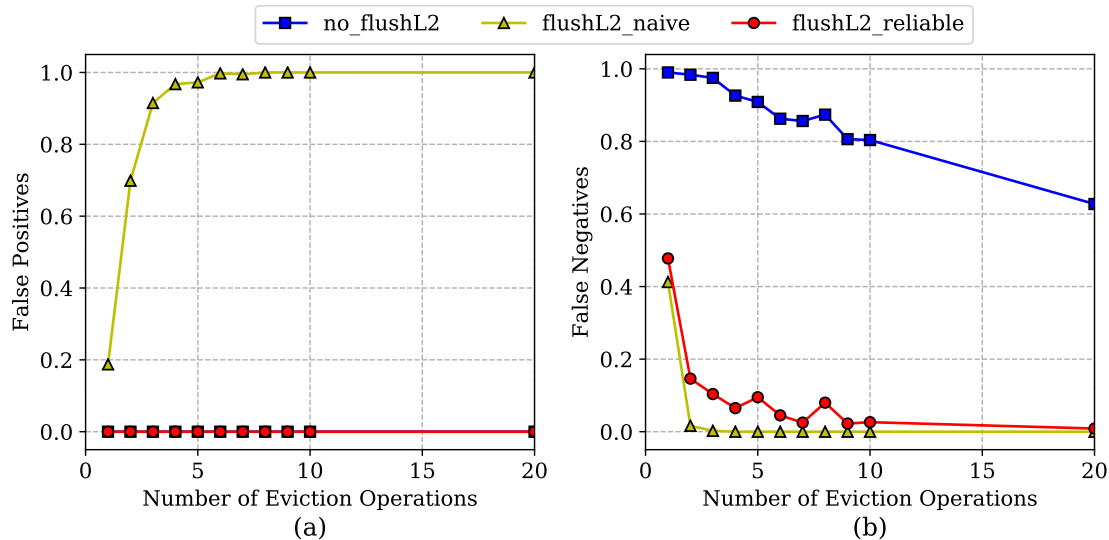 no_flushL2 flushL2_naive flushL2_reliable
1.0
0.8
0.6
0.4
0.2
0.0
False Positives
0 5 10 15 20
Number of Eviction Operations
(a)
1.0
0.8
0.6
0.4
0.2
0.0
False Negatives
0 5 10 15 20
Number of Eviction Operations
(b)